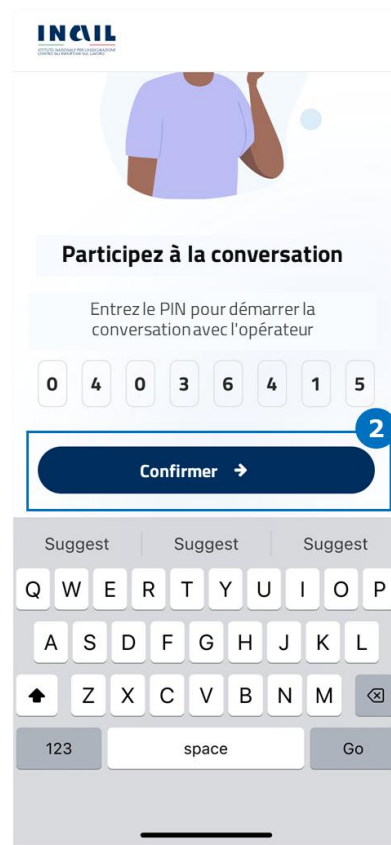 INAIL
ISTITUTO NAZIONALE PER L'ASSICURAZIONE
CONTRO GLI INFORTUNI SUL LAVORO
Participez à la conversation
Entrez le PIN pour démarrer la
conversation avec l'opérateur
0 4 0 3 6 4 1 5
2
Confirmer →
Suggest Suggest Suggest
Q W E R T Y U I O P
A S D F G H J K L
Z X C V B N M
123 space Go